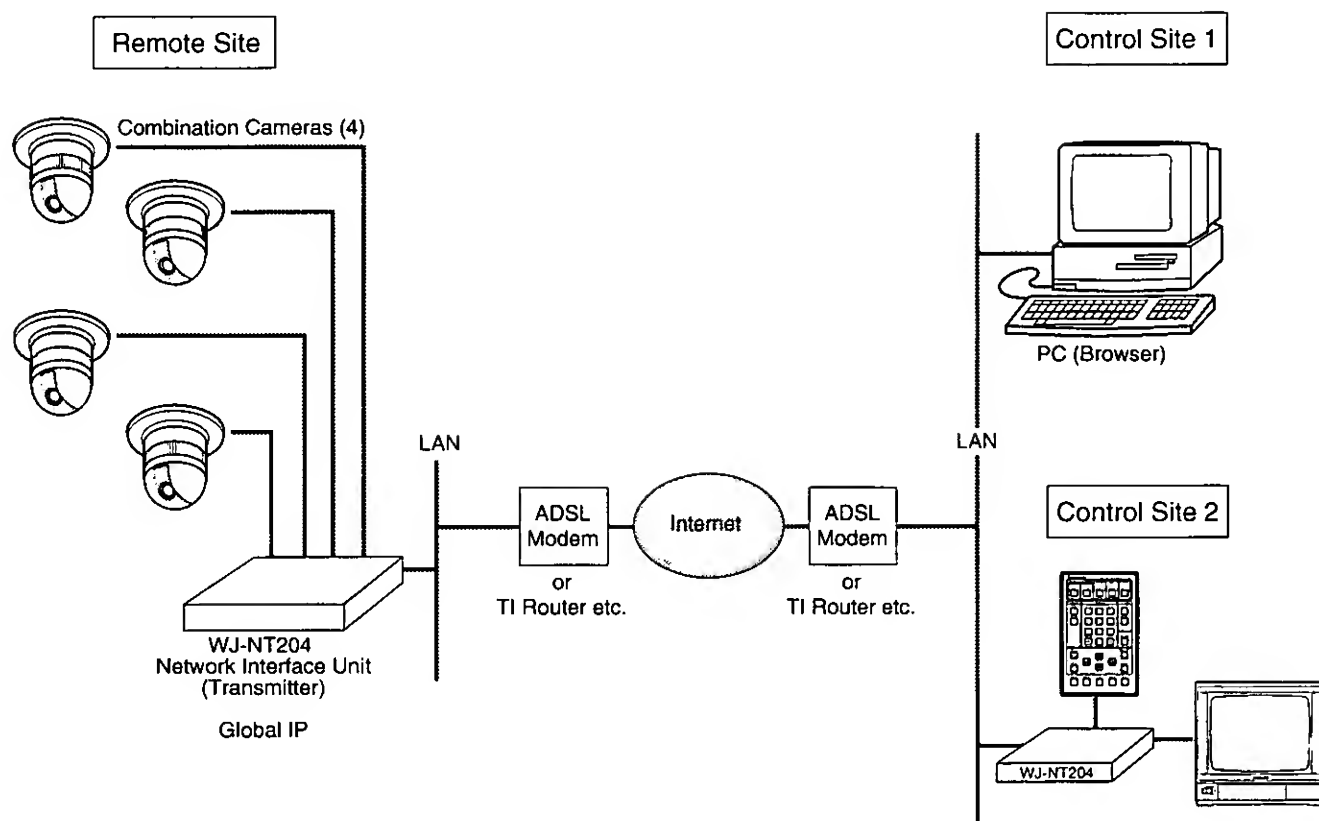 Remote Site
Control Site 1
Combination Cameras (4)
PC (Browser)
LAN
LAN
ADSL
Modem
or
TI Router etc.
Internet
ADSL
Modem
or
TI Router etc.
Control Site 2
WJ-NT204
Network Interface Unit
(Transmitter)
Global IP
WJ-NT204